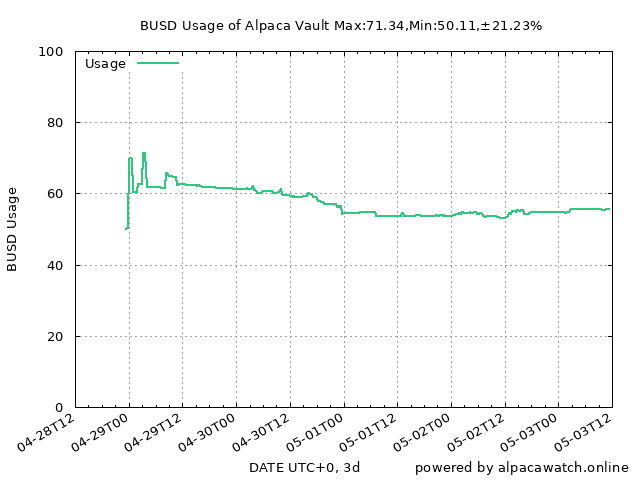 BUSD Usage of Alpaca Vault Max:71.34,Min:50.11,±21.23%
Usage
100
80
60
40
20
0
BUSD Usage
04-28T12
04-29T00
04-29T12
04-30T00
04-30T12
05-01T00
05-01T12
05-02T00
05-02T12
05-03T00
05-03T12
DATE UTC+0, 3d
powered by alpacawatch.online